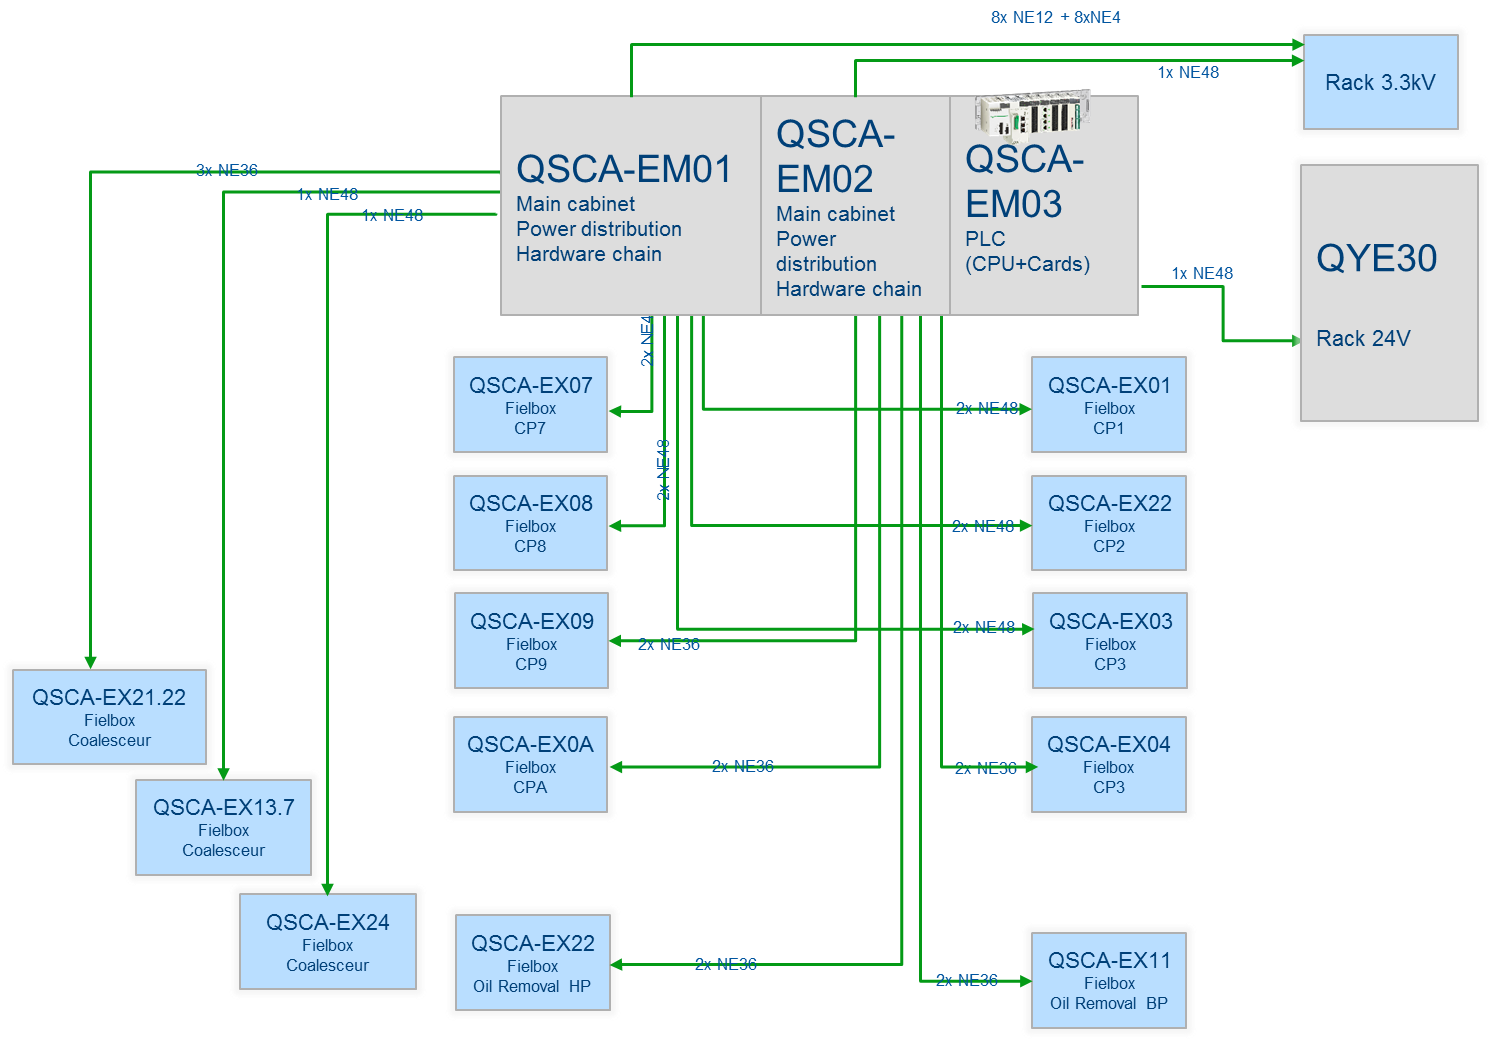 8x NE12 + 8xNE4
1x NE48
Rack 3.3kV
QSCA-EM01
Main cabinet
Power distribution
Hardware chain
QSCA-
EM02
Main cabinet
Power
distribution
Hardware chain
QSCA-
EM03
PLC
(CPU+Cards)
QYE30
Rack 24V
1x NE48
3x NE36
1x NE48
1x NE48
2x NE4
QSCA-EX07
Fielbox
CP7
2x NE48
QSCA-EX01
Fielbox
CP1
2x NE48
QSCA-EX08
Fielbox
CP8
2x NE48
QSCA-EX22
Fielbox
CP2
QSCA-EX09
Fielbox
CP9
2x NE36
2x NE48
QSCA-EX03
Fielbox
CP3
QSCA-EX21.22
Fielbox
Coalesceur
QSCA-EX0A
Fielbox
CPA
2x NE36
2x NE36
QSCA-EX04
Fielbox
CP3
QSCA-EX13.7
Fielbox
Coalesceur
QSCA-EX24
Fielbox
Coalesceur
QSCA-EX22
Fielbox
Oil Removal HP
2x NE36
2x NE36
QSCA-EX11
Fielbox
Oil Removal BP